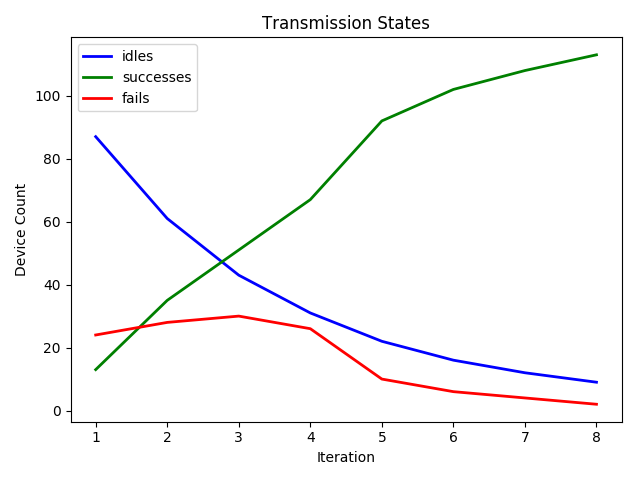 Transmission States
idles
successes
fails
Device Count
100
80
60
40
20
0
1 2 3 4 5 6 7 8
Iteration